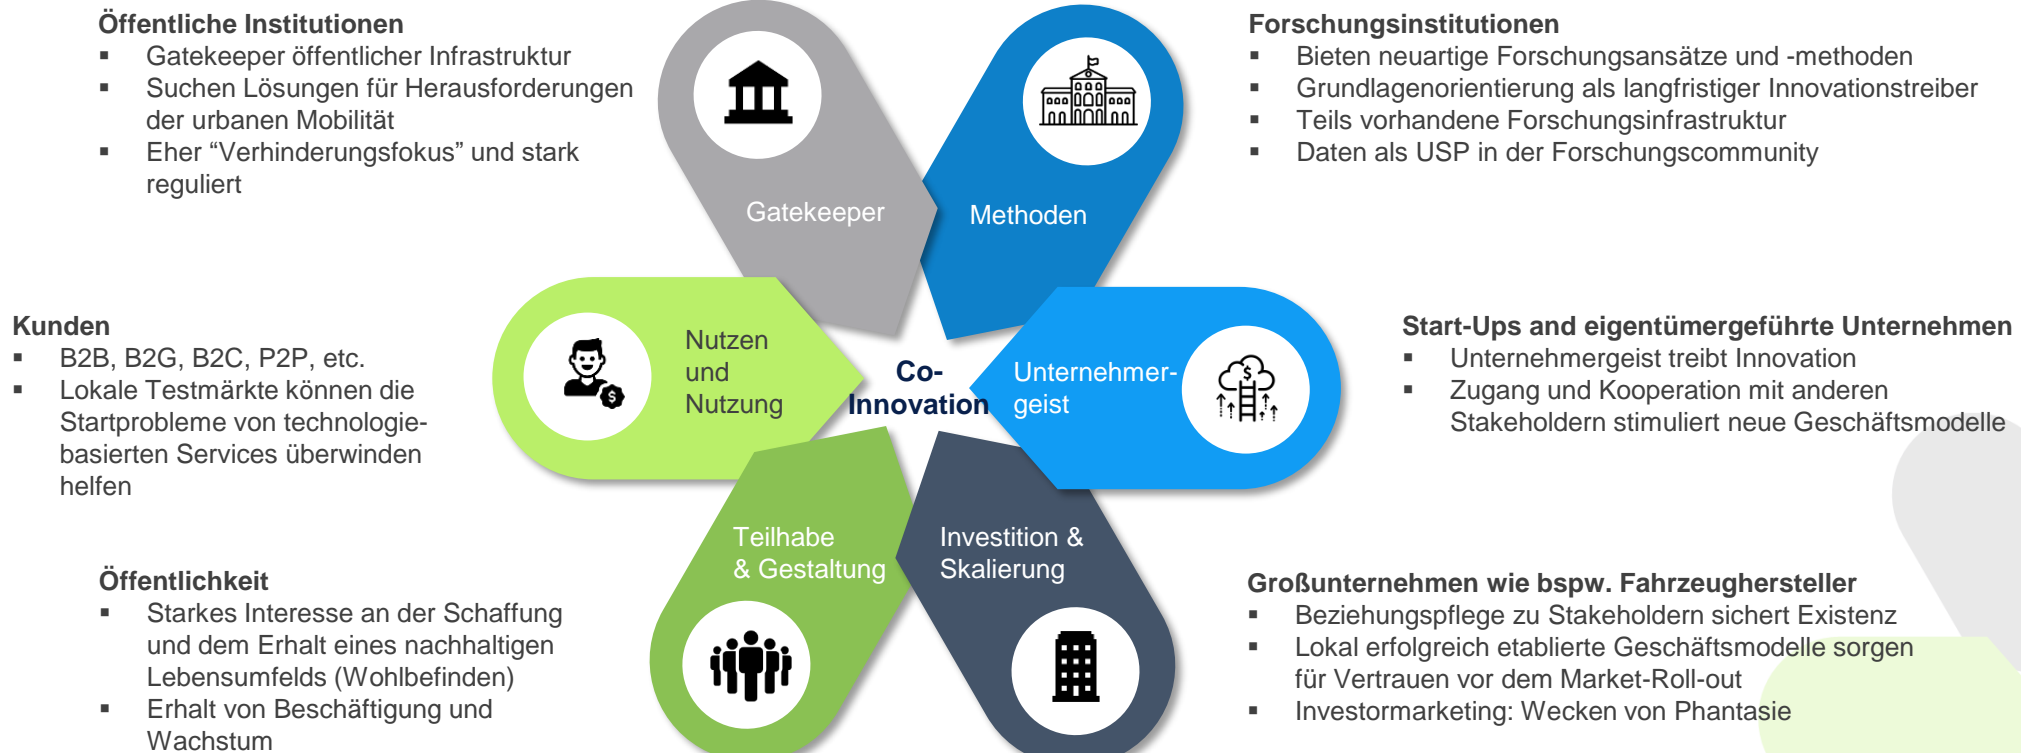 Öffentliche Institutionen
▪ Gatekeeper öffentlicher Infrastruktur
▪ Suchen Lösungen für Herausforderungen
der urbanen Mobilität
▪ Eher “Verhinderungsfokus” und stark
reguliert
Forschungsinstitutionen
▪ Bieten neuartige Forschungsansätze und -methoden
▪ Grundlagenorientierung als langfristiger Innovationstreiber
▪ Teils vorhandene Forschungsinfrastruktur
▪ Daten als USP in der Forschungscommunity
Gatekeeper
Methoden
Kunden
▪ B2B, B2G, B2C, P2P, etc.
▪ Lokale Testmärkte können die
Startprobleme von technologie-
basierten Services überwinden
helfen
Nutzen
und
Nutzung
$
Co-
Innovation
Unternehmer-
geist
$
Start-Ups and eigentümergeführte Unternehmen
▪ Unternehmergeist treibt Innovation
▪ Zugang und Kooperation mit anderen
Stakeholdern stimuliert neue Geschäftsmodelle
Teilhabe
& Gestaltung
Investition &
Skalierung
Öffentlichkeit
▪ Starkes Interesse an der Schaffung
und dem Erhalt eines nachhaltigen
Lebensumfelds (Wohlbefinden)
▪ Erhalt von Beschäftigung und
Wachstum
Großunternehmen wie bspw. Fahrzeughersteller
▪ Beziehungspflege zu Stakeholdern sichert Existenz
▪ Lokal erfolgreich etablierte Geschäftsmodelle sorgen
für Vertrauen vor dem Market-Roll-out
▪ Investormarketing: Wecken von Phantasie